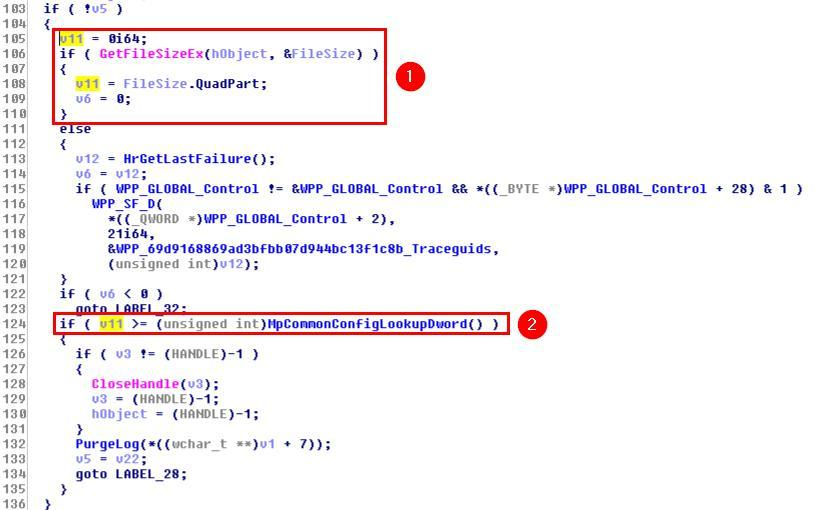 103 if ( !v5 )
104 {
105 v11 = 0i64;
106 if ( GetFileSizeEx(hObject, &FileSize) )
107 {
108 v11 = FileSize.QuadPart;
109 v6 = 0;
110 }
111 else
112 {
113 v12 = HrGetLastFailure();
114 v6 = v12;
115 if ( WPP_GLOBAL_Control != &WPP_GLOBAL_Control && *((_BYTE *)WPP_GLOBAL_Control + 28) & 1 )
116 WPP_SF_D(
117 *((_QWORD *)WPP_GLOBAL_Control + 2),
118 21i64,
119 &WPP_69d9168869ad3bfbb07d944bc13f1c8b_Traceguids,
120 (unsigned int)v12);
121 }
122 if ( v6 < 0 )
123 goto LABEL_32;
124 if ( v11 >= (unsigned int)MpCommonConfigLookupDword() )
125 {
126 if ( v3 != (HANDLE)-1 )
127 {
128 CloseHandle(v3);
129 v3 = (HANDLE)-1;
130 hObject = (HANDLE)-1;
131 }
132 PurgeLog(*((wchar_t **)v1 + 7));
133 v5 = v22;
134 goto LABEL_28;
135 }
136 }
1
2